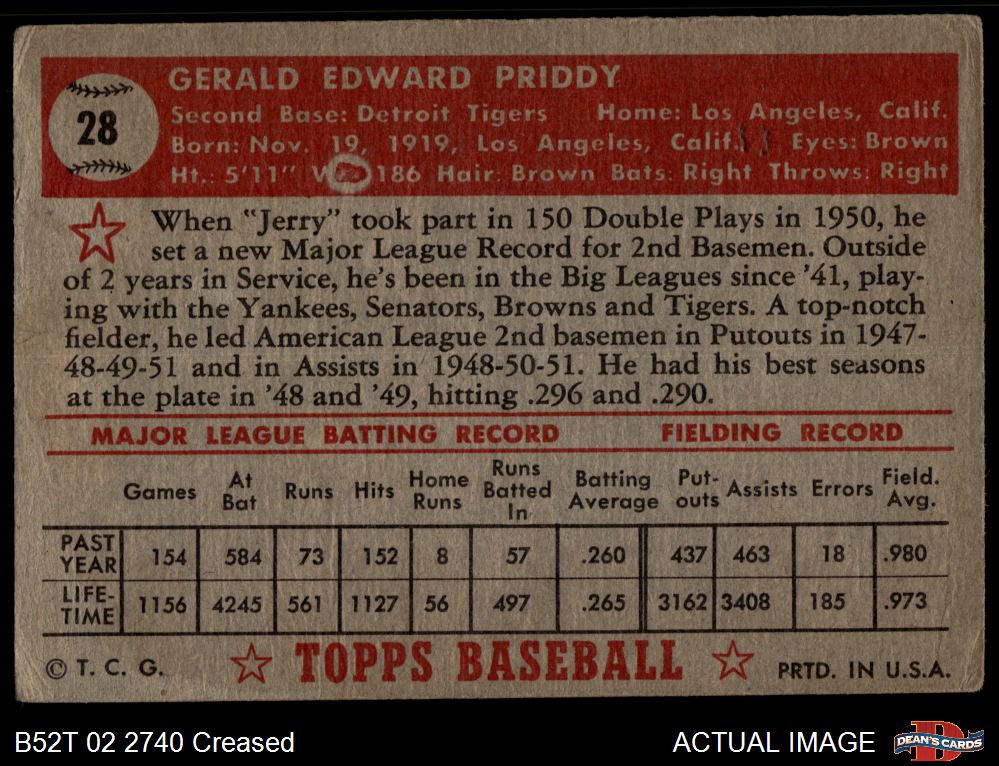 28
GERALD EDWARD PRIDDY
Second Base: Detroit Tigers Home: Los Angeles, Calif.
Born: Nov. 19, 1919, Los Angeles, Calif. Eyes: Brown
Ht.: 5'11" 186 Hair: Brown Bats: Right Throws: Right
When "Jerry" took part in 150 Double Plays in 1950, he
set a new Major League Record for 2nd Basemen. Outside
of 2 years in Service, he's been in the Big Leagues since '41, play-
ing with the Yankees, Senators, Browns and Tigers. A top-notch
fielder, he led American League 2nd basemen in Putouts in 1947-
48-49-51 and in Assists in 1948-50-51. He had his best seasons
at the plate in '48 and '49, hitting .296 and .290.
MAJOR LEAGUE BATTING RECORD FIELDING RECORD
Games At Bat Runs Hits Home Runs Runs Batted In Batting Average Put-outs Assists Errors Field. Avg.
PAST YEAR 154 584 73 152 8 57 .260 437 463 18 .980
LIFE-TIME 1156 4245 561 1127 56 497 .265 3162 3408 185 .973
© T. C. G. TOPPS BASEBALL PRTD. IN U.S.A.
B52T 02 2740 Creased ACTUAL IMAGE DEAN'S CARDS